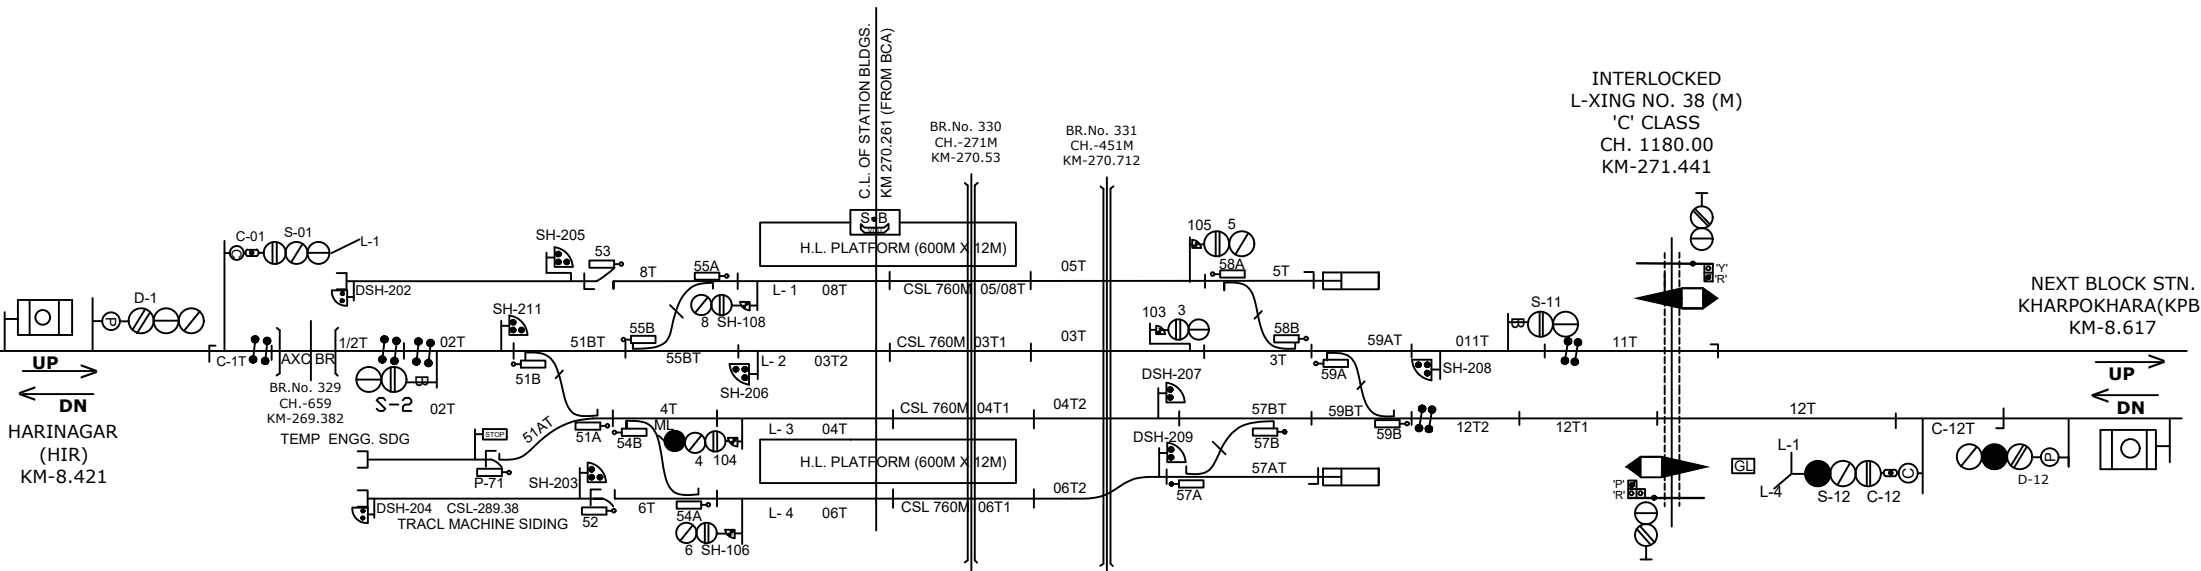 C.L. OF STATION BLDGS.
KM 270.261 (FROM BCA)
BR.No. 330
CH.-271M
KM-270.53
BR.No. 331
CH.-451M
KM-270.712
INTERLOCKED
L-XING NO. 38 (M)
'C' CLASS
CH. 1180.00
KM-271.441
C-01
S-01
L-1
SH-205
53
55A
S B
H.L. PLATFORM (600M X 12M)
105
5
58A
8T
05T
5T
'Y'
'R'
NEXT BLOCK STN.
KHARPOKHARA(KPB
KM-8.617
D-1
P
DSH-202
L- 1
08T
CSL 760M
05/08T
SH-211
55B
8
SH-108
103
3
58B
S-11
B
C-1T
AXC BR
1/2T
02T
51BT
55BT
L- 2
03T2
CSL 760M
03T1
03T
3T
59AT
011T
11T
UP
DN
BR.No. 329
CH.-659
KM-269.382
S-2
B
02T
51B
SH-206
59A
SH-208
DSH-207
UP
DN
HARINAGAR
(HIR)
KM-8.421
TEMP ENGG. SDG
STOP
51AT
4T
ML
51A
54B
4
104
L- 3
04T
CSL 760M
04T1
04T2
57BT
59BT
57B
59B
12T2
12T1
12T
C-12T
H.L. PLATFORM (600M X 12M)
DSH-209
57AT
57A
GL
L-1
L-4
S-12
C-12
C
P
D-12
P-71
SH-203
'P'
'R'
DSH-204
CSL-289.38
TRACL MACHINE SIDING
52
6T
54A
6
SH-106
L- 4
06T
CSL 760M
06T1
06T2